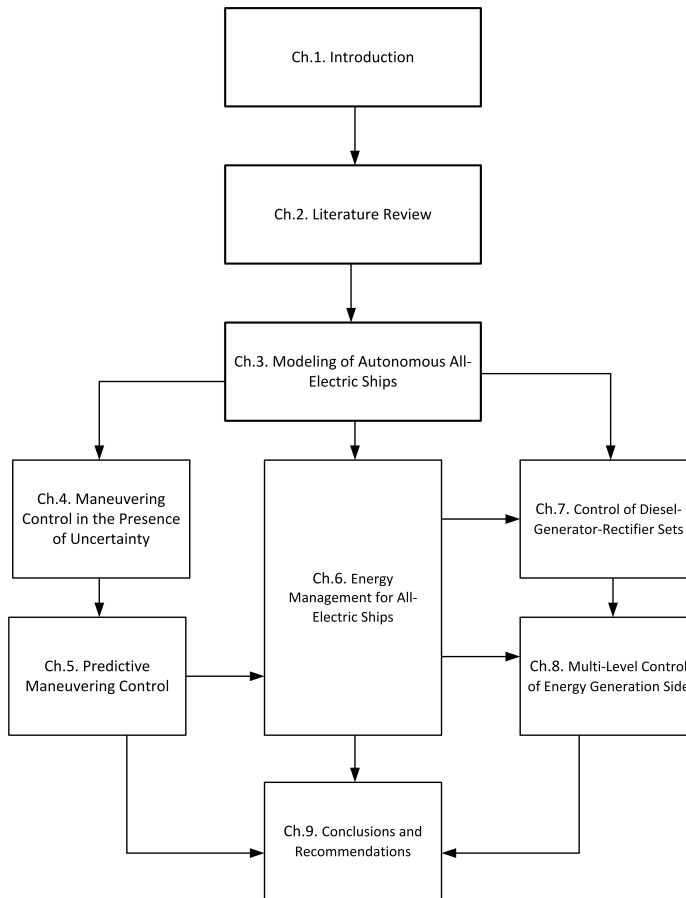 Ch.1. Introduction
Ch.2. Literature Review
Ch.3. Modeling of Autonomous All-
Electric Ships
Ch.4. Maneuvering
Control in the Presence
of Uncertainty
Ch.5. Predictive
Maneuvering Control
Ch.6. Energy
Management for All-
Electric Ships
Ch.7. Control of Diesel-
Generator-Rectifier Sets
Ch.8. Multi-Level Control
of Energy Generation Side
Ch.9. Conclusions and
Recommendations